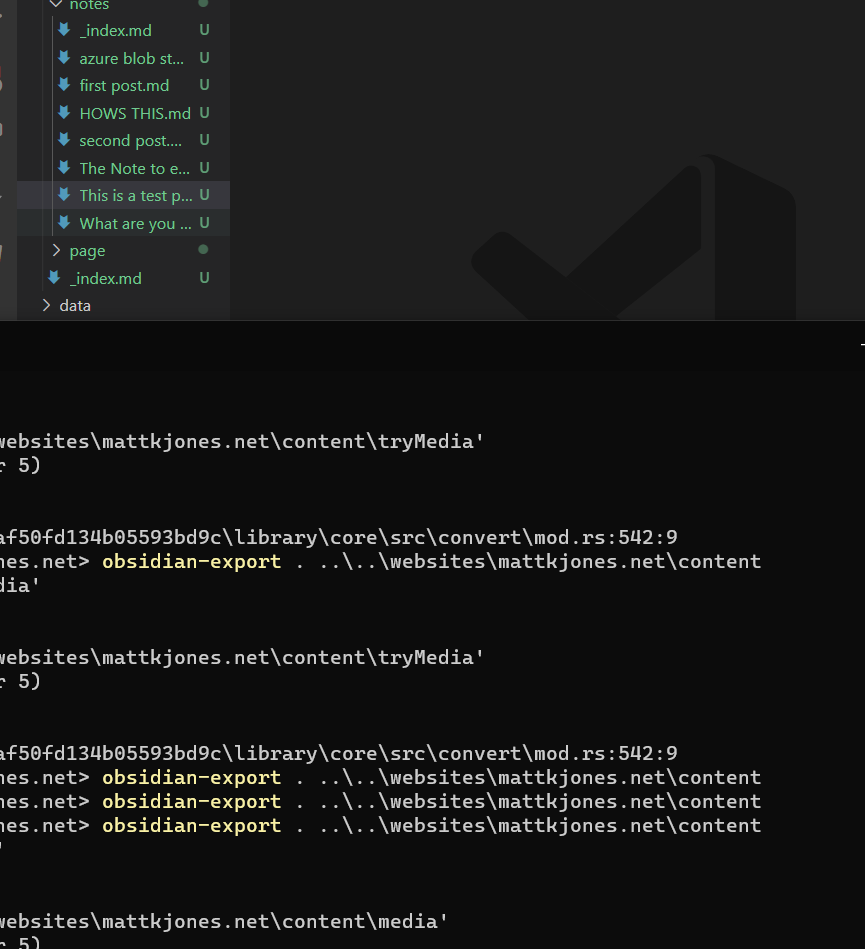 notes
_index.md U
azure blob st... U
first post.md U
HOWS THIS.md U
second post.... U
The Note to e... U
This is a test p... U
What are you ... U
page
_index.md U
data
websites\mattkjones.net\content\tryMedia'
r 5)
af50fd134b05593bd9c\library\core\src\convert\mod.rs:542:9
nes.net> obsidian-export . ..\..\websites\mattkjones.net\content
dia'
websites\mattkjones.net\content\tryMedia'
r 5)
af50fd134b05593bd9c\library\core\src\convert\mod.rs:542:9
nes.net> obsidian-export . ..\..\websites\mattkjones.net\content
nes.net> obsidian-export . ..\..\websites\mattkjones.net\content
nes.net> obsidian-export . ..\..\websites\mattkjones.net\content
'
websites\mattkjones.net\content\media'
r 5)